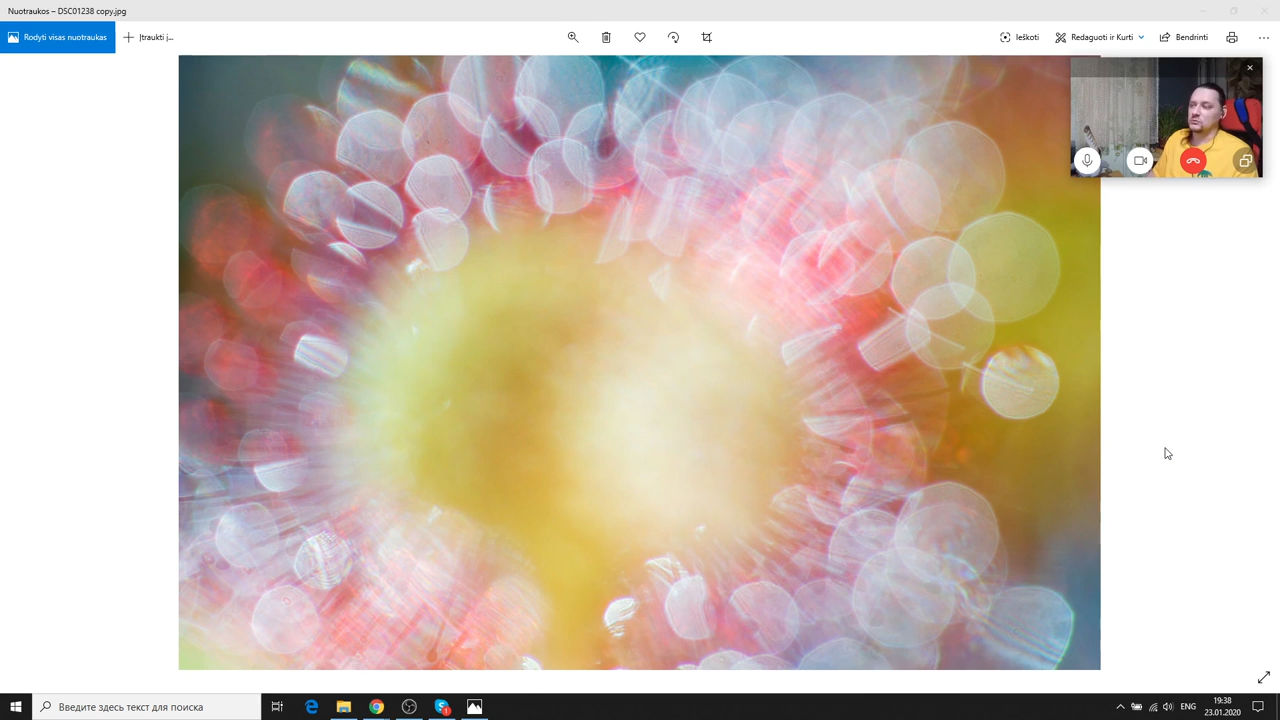 Nuotraukos – DSC01238 copy.jpg
Rodyti visas nuotraukas
Įtraukti į...
Ieškoti
Redaguoti ir Kurti
Bendrinti
Введите здесь текст для поиска
ENG
19:38
23.01.2020